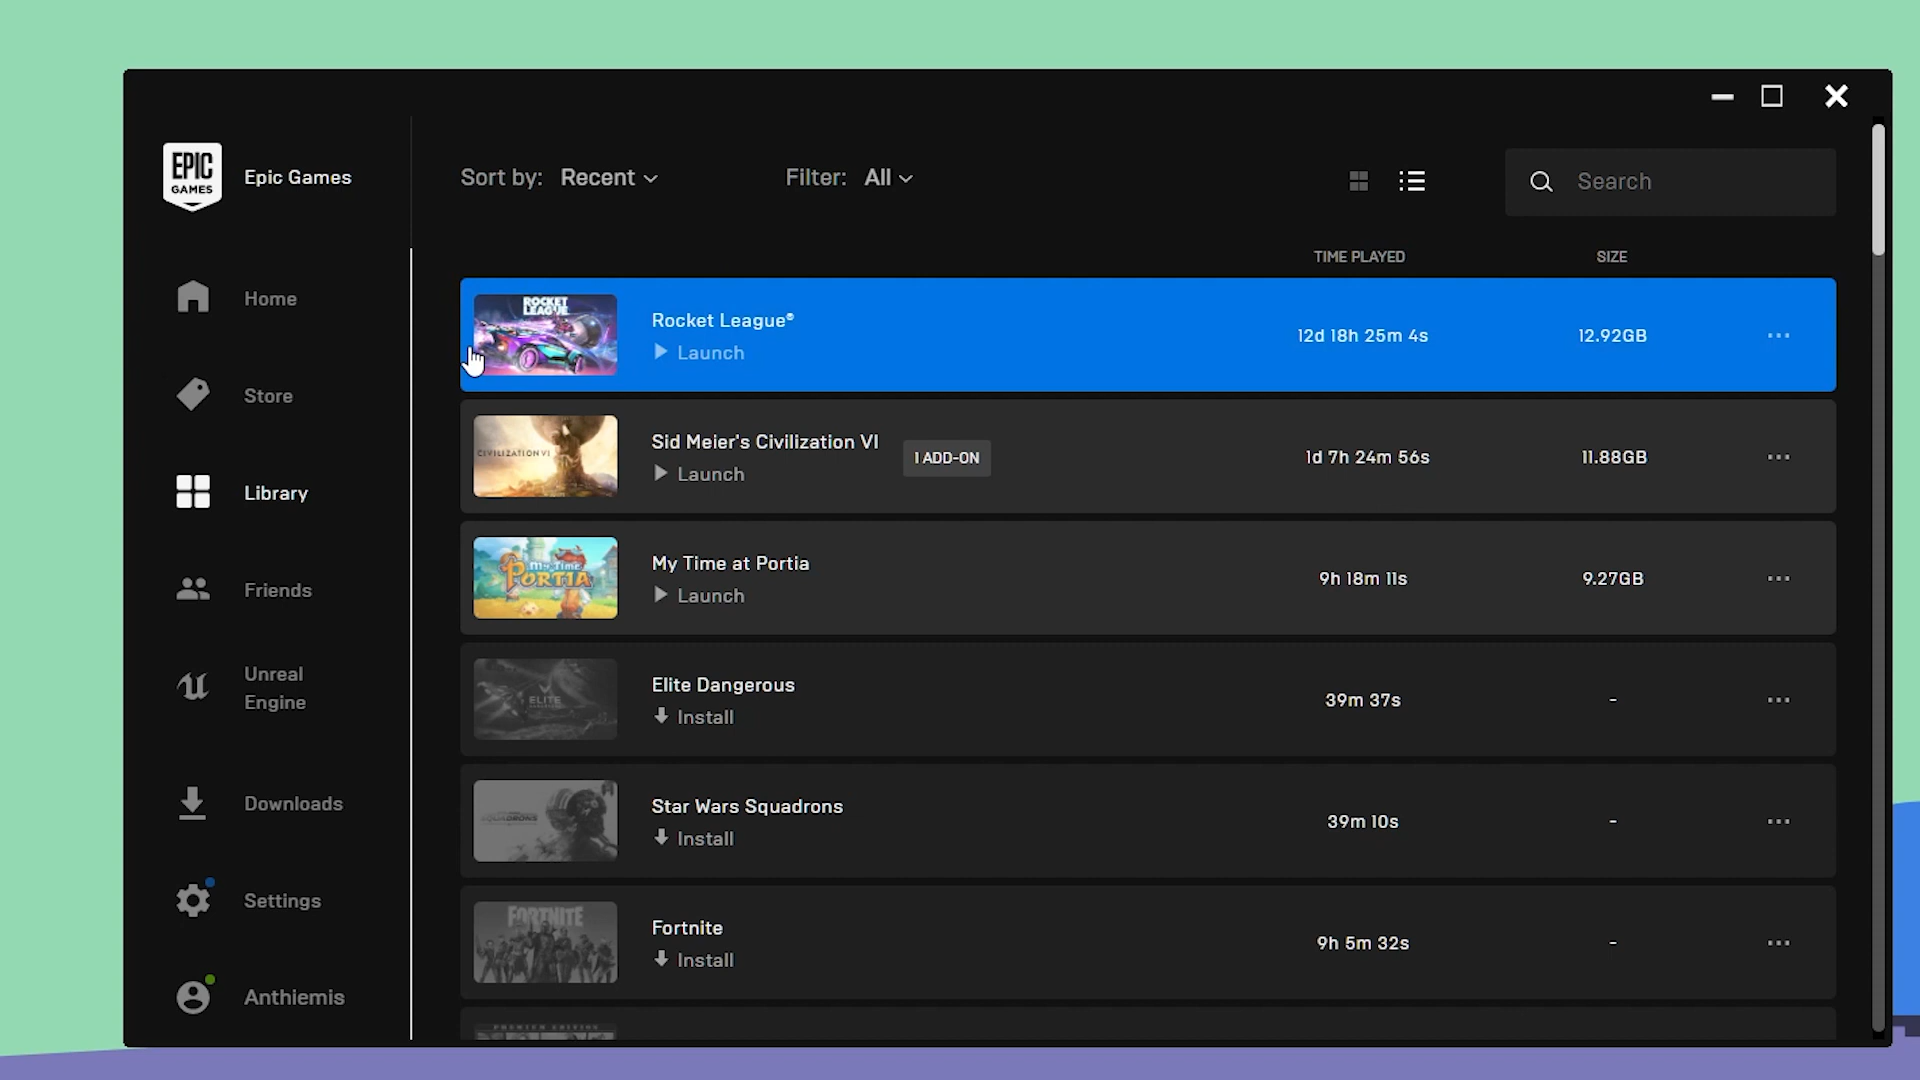 EPIC
GAMES
Epic Games
Sort by: Recent
Filter: All
Search
TIME PLAYED
SIZE
Home
Store
Library
Friends
Unreal
Engine
Downloads
Settings
Anthiemis
ROCKET
LEAGUE
Rocket League®
Launch
12d 18h 25m 4s
12.92GB
CIVILIZATION VI
Sid Meier's Civilization VI
Launch
1 ADD-ON
1d 7h 24m 56s
11.88GB
My Time
PORTIA
My Time at Portia
Launch
9h 18m 11s
9.27GB
ELITE
Elite Dangerous
Install
39m 37s
-
SQUADRONS
Star Wars Squadrons
Install
39m 10s
-
FORTNITE
Fortnite
Install
9h 5m 32s
-
PREMIUM EDITION